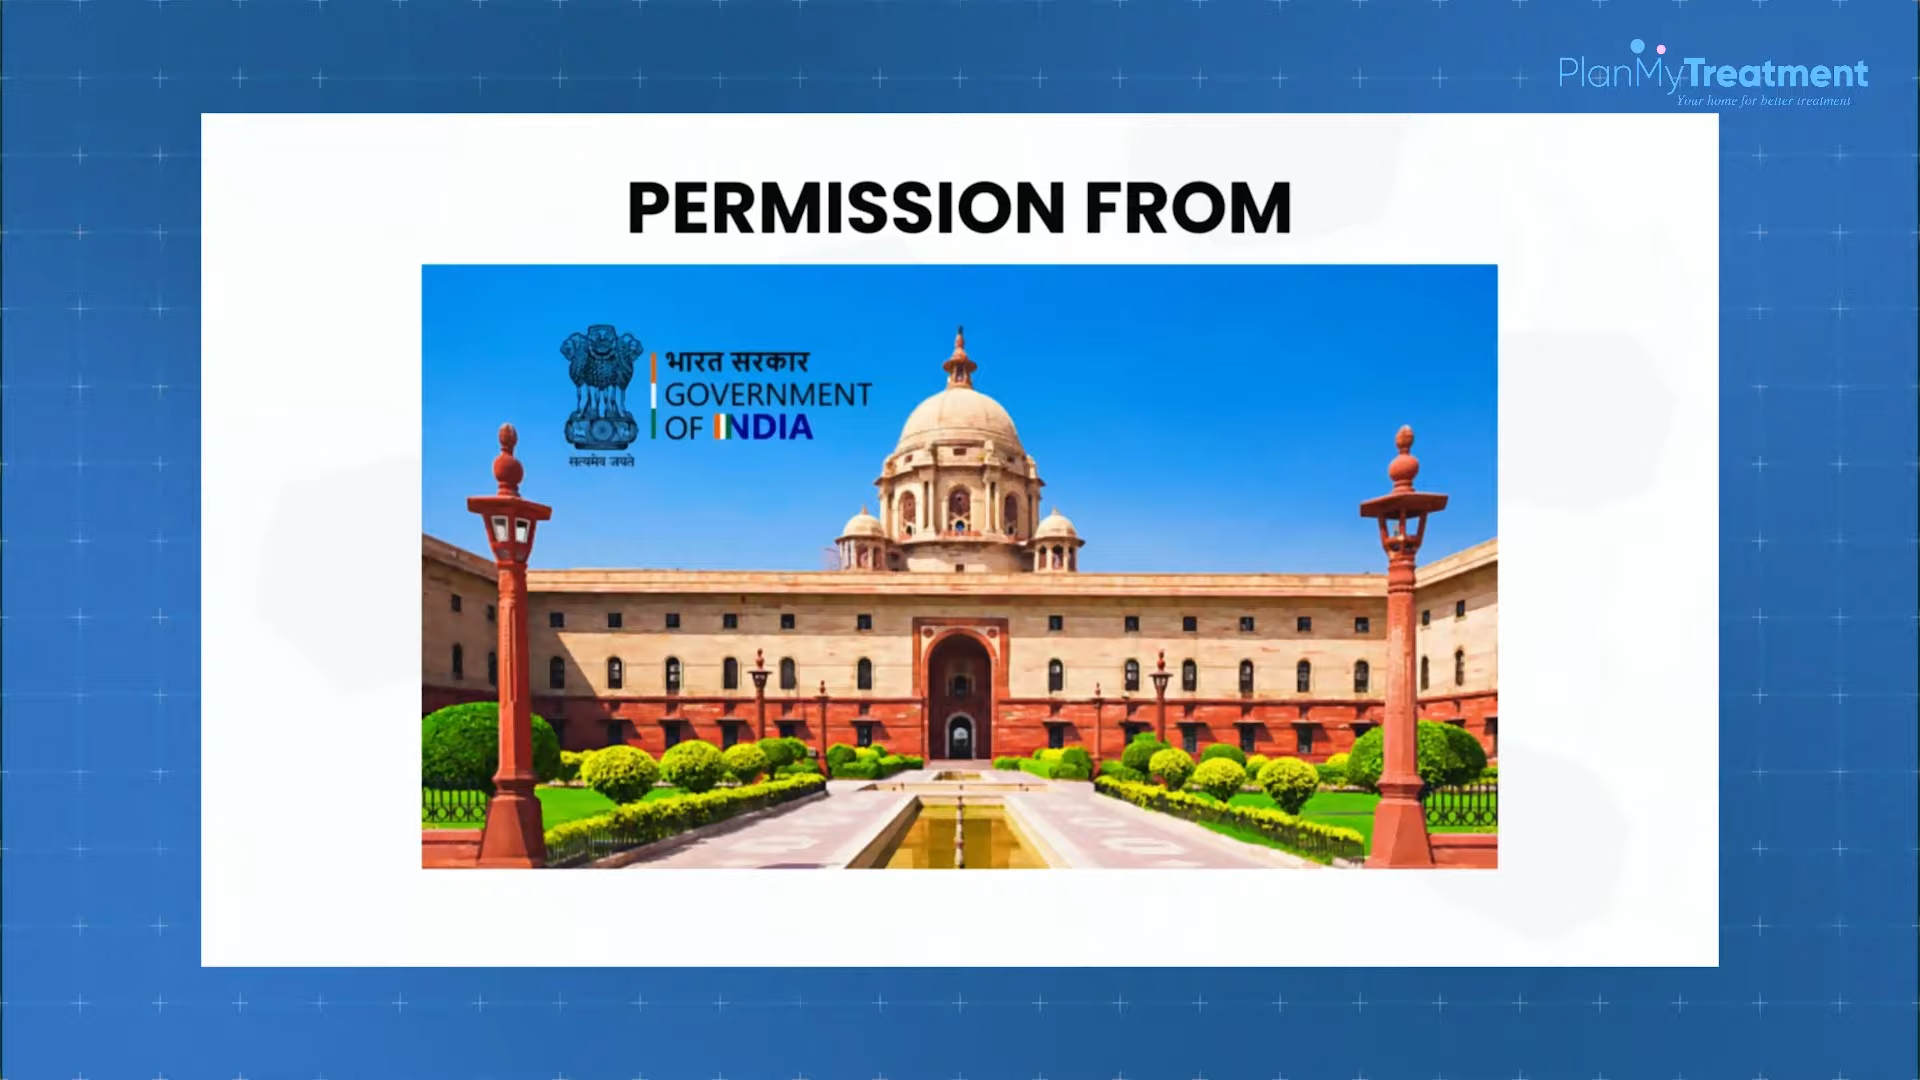 PlanMyTreatment
Your home for better treatment
PERMISSION FROM
भारत सरकार
GOVERNMENT
OF INDIA
सत्यमेव जयते